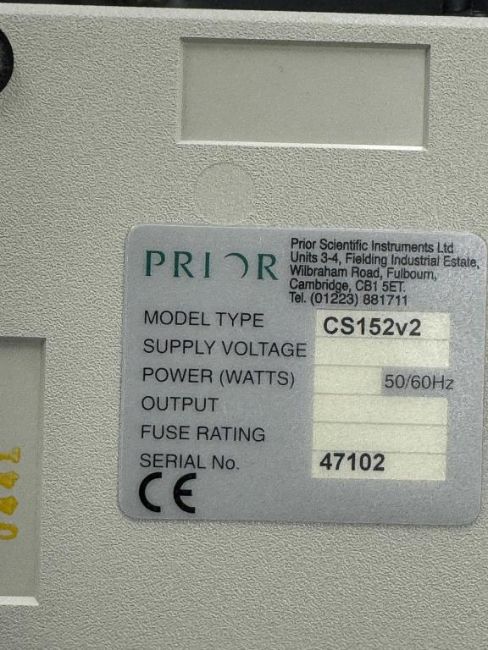 PRIOR
Prior Scientific Instruments Ltd
Units 3-4, Fielding Industrial Estate,
Wilbraham Road, Fulbourn,
Cambridge, CB1 5ET.
Tel. (01223) 881711
MODEL TYPE CS152v2
SUPPLY VOLTAGE
POWER (WATTS) 50/60Hz
OUTPUT
FUSE RATING
SERIAL No. 47102
CE